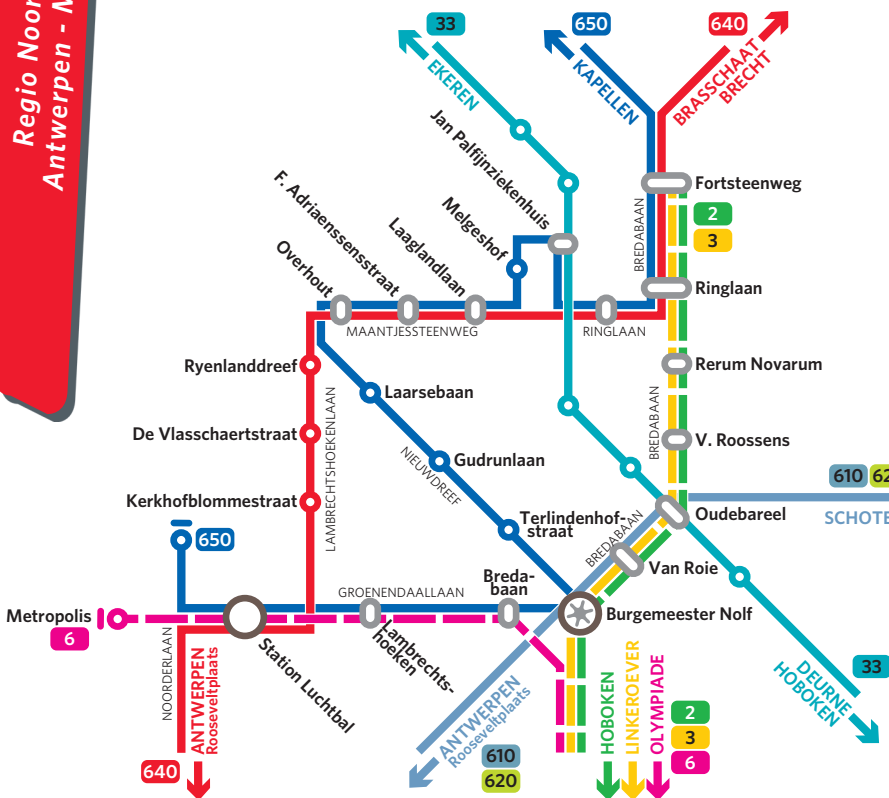 Regio Noor
Antwerpen - M
33
650
640
EKEREN
KAPELLEN
BRASSCHAAT
BRECHT
Jan Palfijnziekenhuis
F. Adriaenssensstraat
Melgeshof
Laaglandlaan
Overhout
Fortsteenweg
BREDABAAN
2
3
Ringlaan
MAANTJESSTEENWEG
RINGLAAN
Ryenlanddreef
Rerum Novarum
Laarsebaan
LAMBRECHTSHOEKENLAAN
BREDABAAN
De Vlasschaertstraat
V. Roossens
Gudrunlaan
NIEUWDREEF
610
62
Kerkhofblommestraat
Terlindenhof-
straat
BREDABAAN
Oudebareel
SCHOTE
650
Van Roie
GROENENDAALLAAN
Breda-
baan
Metropolis
6
Burgemeester Nolf
Lambrechts-
hoeken
Station Luchtbal
NOORDERLAAN
ANTWERPEN
Rooseveltplaats
ANTWERPEN
Rooseveltplaats
HOBOKEN
LINKEROEVER
OLYMPIADE
DEURNE
HOBOKEN
33
2
3
6
610
620
640